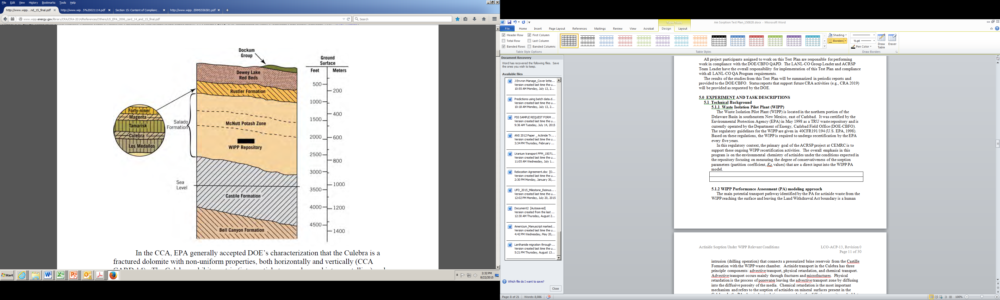 File Edit View History Bookmarks Tools Help
http://www.wipp....nd_15_final.pdf
http://www.wip...5%20021114.pdf
Section 15: Content of Complianc...
http://www.wipp...ERMS556581.pdf
www.wipp.energy.gov/library/CRA/CRA-2014/References/Others/US_EPA_2006_card_14_and_15_final.pdf
Search
Dockum
Group
Ground
Surface
Feet Meters
Dewey Lake
Red Beds
Rustler Formation
Forty-niner
Magenta
Tamarisk
Culebra
Los Medaños
Salado
Formation
McNutt Potash Zone
WIPP Repository
Sea
Level
Castile Formation
Bell Canyon Formation
500
200
1000
400
1500
2000
600
2500
800
3000
1000
3500
4000
1200
4500
1400
In the CCA, EPA generally accepted DOE’s characterization that the Culebra is a
fractured dolomite with non-uniform properties, both horizontally and vertically (CCA
Start
2:32 PM
8/22/2015
Table Tools
Am Sorption Test Plan_150820.docx - Microsoft Word
File Home Insert Page Layout References Mailings Review View Acrobat Design Layout
Header Row First Column
Total Row Last Column
Banded Rows Banded Columns
Table Style Options
Table Styles
Shading
Borders
½ pt
Pen Color
Draw
Table
Eraser
Draw Borders
Document Recovery
Word has recovered the following files. Save
the ones you wish to keep.
Available files
J Envron Manage_Cover lette...
Version created last time the u...
10:55 AM Monday, July 13, 2...
Predictions using batch data.d...
Version created last time the u...
10:18 AM Monday, July 13, 2...
PSS SAMPLE REQUEST FORM ...
Version created last time the u...
9:36 AM Tuesday, July 14, 2015
ANS 2012 Paper _ Actinide Tr...
Version created last time the u...
3:34 PM Thursday, February ...
Uranium transport FFM_15071...
Version created last time the u...
11:05 AM Wednesday, July 1...
Relocation Agreement.doc [O...
Version created last time the u...
2:30 PM Monday, January 30,...
UFD_2015_Milestone_Reimus...
Version created last time the u...
12:02 PM Monday, July 20, 2015
Document2 [Autosaved]
Version created from the last ...
12:30 AM Thursday, August 2...
Americium_Manuscript marked...
Version created last time the u...
4:42 PM Wednesday, May 20,...
Lanthanide migration through ...
Version created last time the u...
5:21 PM Thursday, August 13...
Which file do I want to save?
Close
All project participants assigned to work on this Test Plan are responsible for performing
work in compliance with the DOE/CBFO QAPD. The LANL-CO Group Leader and ACRSP
Team Leader have the overall responsibility for implementation of this Test Plan and compliance
with all LANL-CO QA Program requirements.
The results of the studies from this Test Plan will be summarized in periodic reports and
provided to the DOE/CBFO. Status reports that support future CRA activities (e.g., CRA 2019)
will be provided as requested by the DOE.
5.0 EXPERIMENT AND TASK DESCRIPTIONS
5.1 Technical Background
5.1.1 Waste Isolation Pilot Plant (WIPP)
The Waste Isolation Pilot Plant (WIPP) is located in the northern portion of the
Delaware Basin in southeastern New Mexico, east of Carlsbad. It was certified by the
Environmental Protection Agency (EPA) in May 1998 as a TRU waste repository and is
currently operated by the Department of Energy, Carlsbad Field Office (DOE-CBFO).
The regulatory guidelines for the WIPP are given in 40CFR191/194 (U.S. EPA, 1998).
Based on these regulations, the WIPP is required to undergo recertification by the EPA
every five years.
In this regulatory context, the primary goal of the ACRSP project at CEMRC is to
support these ongoing WIPP recertification activities. The overall emphasis in this
program is on the environmental chemistry of actinides under the conditions expected in
the repository focusing on measuring the degree of conservativeness of the sorption
parameters (partition coefficient, Kd, values) that are a direct input into the WIPP PA
model.
5.1.2 WIPP Performance Assessment (PA) modeling approach
The main potential transport pathway identified by the PA for actinide waste from the
WIPP reaching the surface and leaving the Land Withdrawal Act boundary is a human
Actinide Sorption Under WIPP Relevant Conditions LCO-ACP-13, Revision 0
Page 11 of 30
intrusion (drilling operation) that connects a pressurized brine reservoir from the Castille
Formation with the WIPP waste chamber. Actinide transport in the Culebra has three
principle components: advective transport, physical retardation, and chemical transport.
Advective transport occurs mainly through fractures and microfractures. Physical
retardation is the process of porewater leaving the advective transport zone by diffusing
into the diffusive porosity of the media. Chemical retardation is the most important
mechanism and refers to the sorption of actinides on mineral surfaces present in the
Page: 8 of 21 Words: 8,086
100%